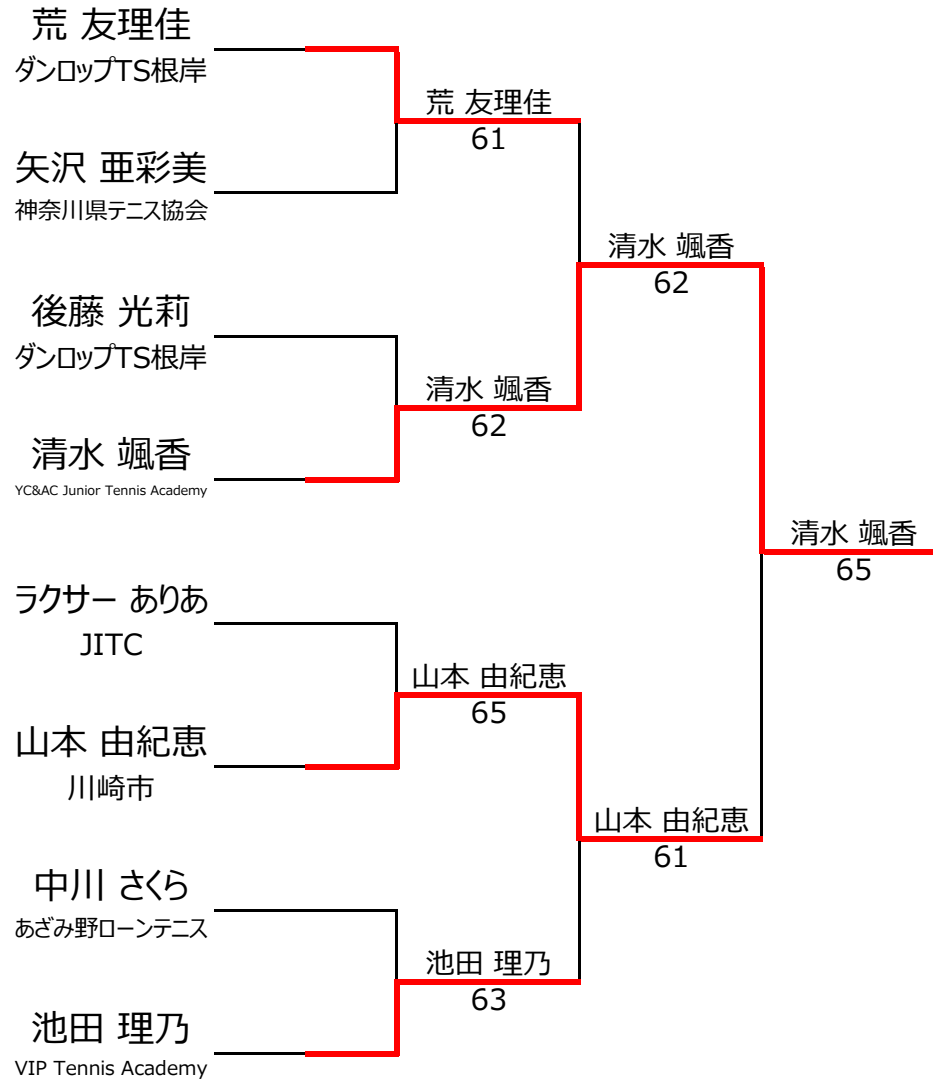 荒 友理佳
ダンロップTS根岸
矢沢 亜彩美
神奈川県テニス協会
後藤 光莉
ダンロップTS根岸
清水 颯香
YC&AC Junior Tennis Academy
ラクサー ありあ
JITC
山本 由紀恵
川崎市
中川 さくら
あざみ野ローンテニス
池田 理乃
VIP Tennis Academy
荒 友理佳
61
清水 颯香
62
山本 由紀恵
65
池田 理乃
63
清水 颯香
62
山本 由紀恵
61
清水 颯香
65